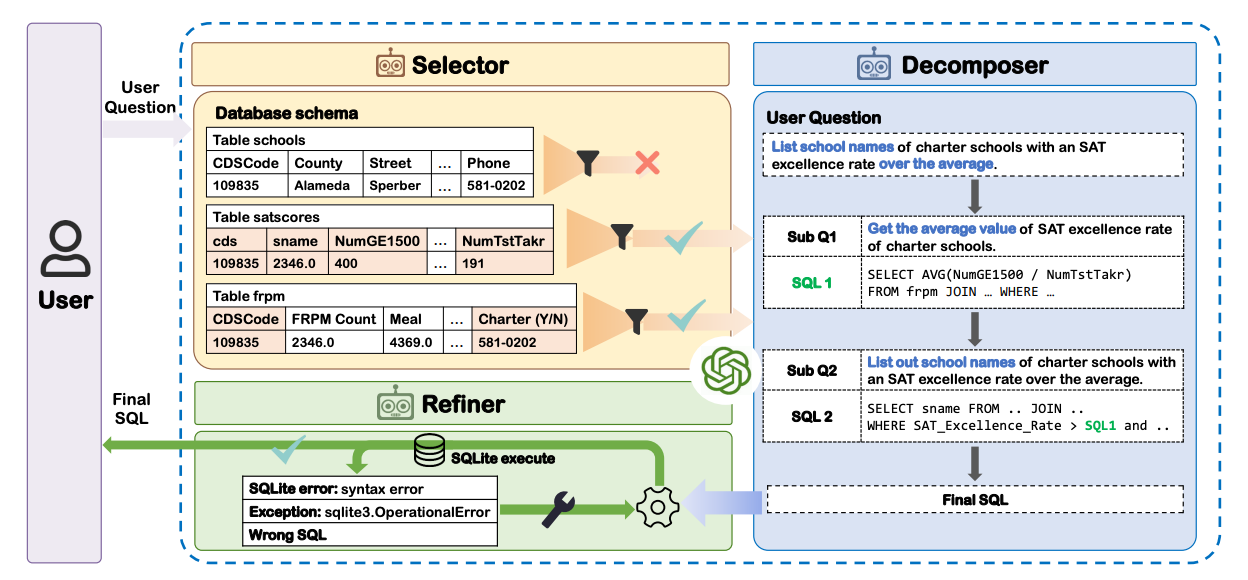 User
User
Question
Final
SQL
Selector
Database schema
Table schools
CDSCode County Street ... Phone
109835 Alameda Sperber ... 581-0202
Table satscores
cds sname NumGE1500 ... NumTstTakr
109835 2346.0 400 ... 191
Table frpm
CDSCode FRPM Count Meal ... Charter (Y/N)
109835 2346.0 4369.0 ... 581-0202
Refiner
SQLite execute
SQLite error: syntax error
Exception: sqlite3.OperationalError
Wrong SQL
Decomposer
User Question
List school names of charter schools with an SAT
excellence rate over the average.
Sub Q1
Get the average value of SAT excellence rate
of charter schools.
SQL 1
SELECT AVG(NumGE1500 / NumTstTakr)
FROM frpm JOIN … WHERE …
Sub Q2
List out school names of charter schools with
an SAT excellence rate over the average.
SQL 2
SELECT sname FROM .. JOIN ..
WHERE SAT_Excellence_Rate > SQL1 and ..
Final SQL